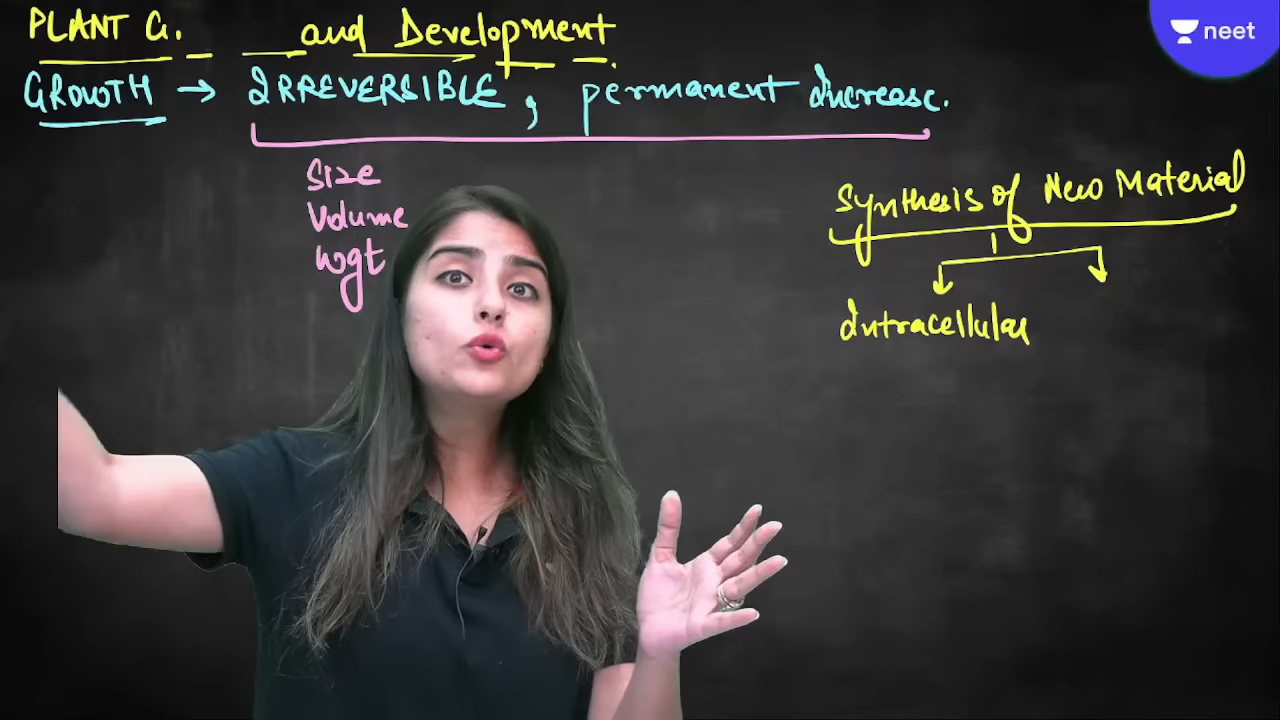 PLANT G. and Development
neet
GROWTH → IRREVERSIBLE, permanent Increase.
Size
Volume
wgt
Synthesis of New Material
Intracellular